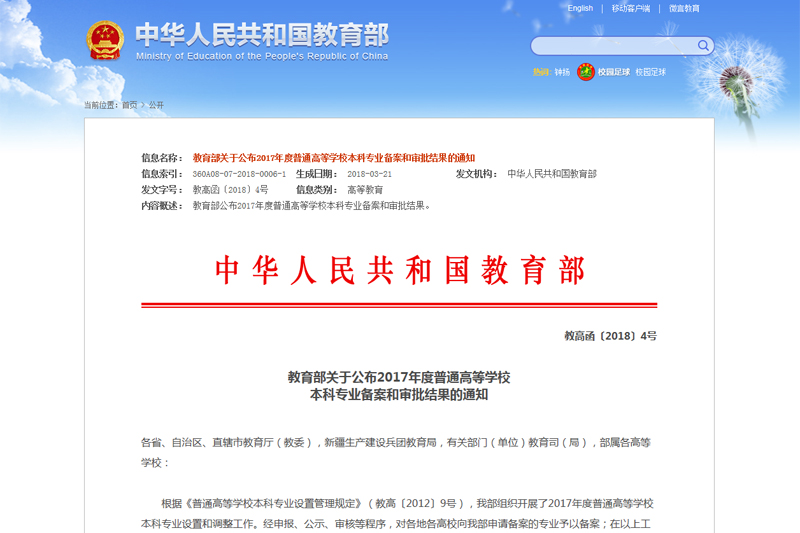 English | 移动客户端 | 微言教育
中华人民共和国教育部
Ministry of Education of the People's Republic of China
热词: 钟扬 校园足球 校园足球
当前位置: 首页 > 公开
信息名称: 教育部关于公布2017年度普通高等学校本科专业备案和审批结果的通知
信息索引: 360A08-07-2018-0006-1 生成日期: 2018-03-21 发文机构: 中华人民共和国教育部
发文字号: 教高函〔2018〕4号 信息类别: 高等教育
内容概述: 教育部公布2017年度普通高等学校本科专业备案和审批结果。
中华人民共和国教育部
教高函〔2018〕4号
教育部关于公布2017年度普通高等学校
本科专业备案和审批结果的通知
各省、自治区、直辖市教育厅（教委），新疆生产建设兵团教育局，有关部门（单位）教育司（局），部属各高等
学校：
根据《普通高等学校本科专业设置管理规定》（教高〔2012〕9号），我部组织开展了2017年度普通高等学校
本科专业设置和调整工作。经申报、公示、审核等程序，对各地各高校向我部申请备案的专业予以备案；在以上工